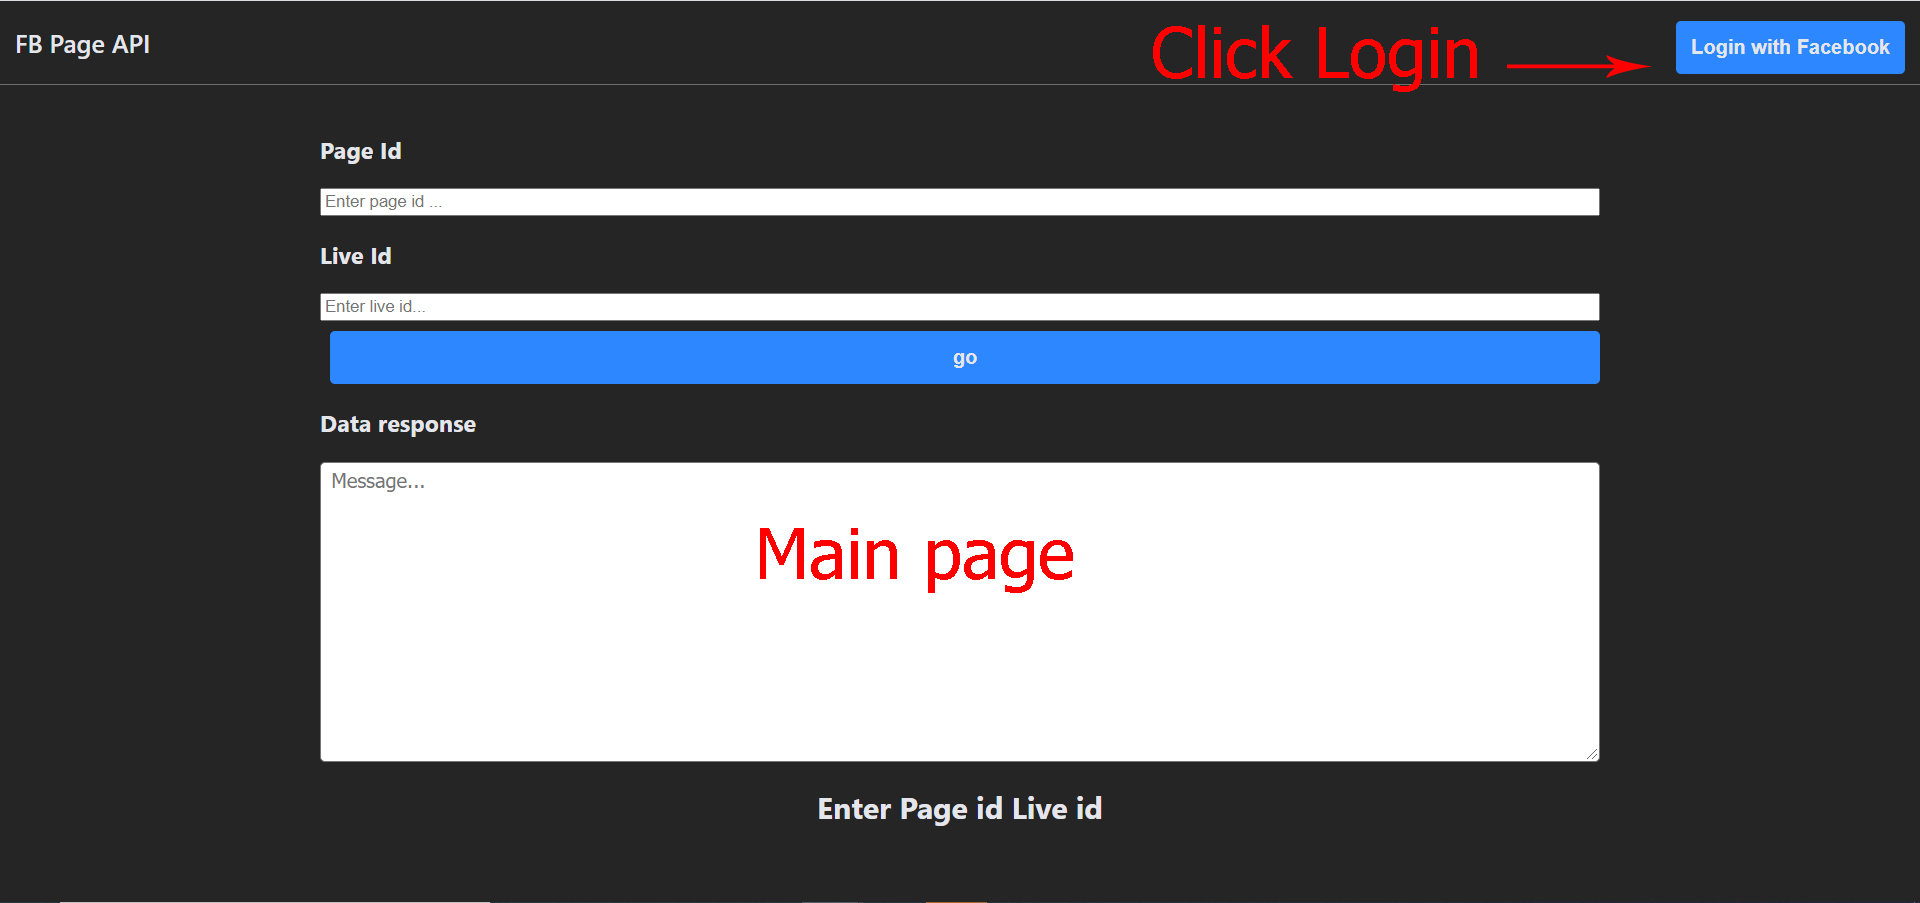 FB Page API
Click Login
Login with Facebook
Page Id
Enter page id ...
Live Id
Enter live id...
go
Data response
Message...
Main page
Enter Page id Live id